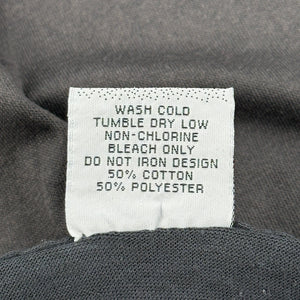 WASH COLD
TUMBLE DRY LOW
NON-CHLORINE
BLEACH ONLY
DO NOT IRON DESIGN
50% COTTON
50% POLYESTER